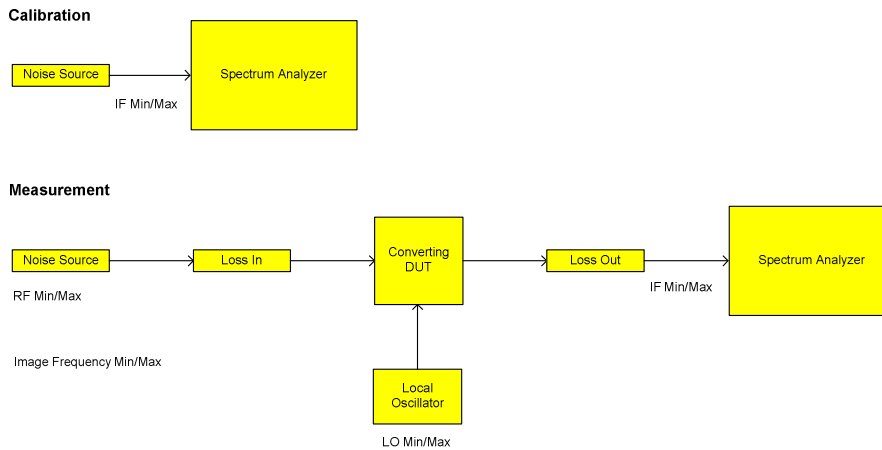 Calibration
Noise Source
Spectrum Analyzer
IF Min/Max
Measurement
Noise Source
Loss In
Converting
DUT
Loss Out
Spectrum Analyzer
RF Min/Max
IF Min/Max
Image Frequency Min/Max
Local
Oscillator
LO Min/Max